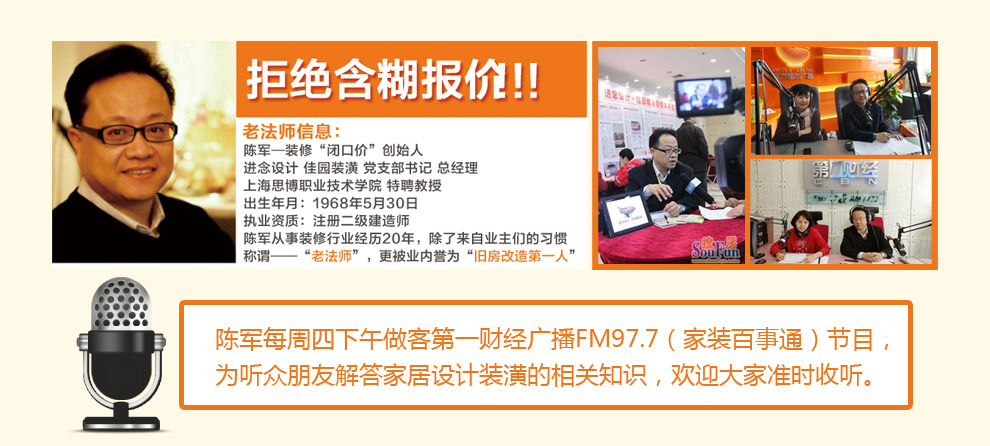 拒绝含糊报价!!!
老法师信息：
陈军—装修“闭口价”创始人
进念设计 佳园装潢 党支部书记 总经理
上海思博职业技术学院 特聘教授
出生年月：1968年5月30日
执业资质：注册二级建造师
陈军从事装修行业经历20年，除了来自业主们的习惯
称谓——“老法师”，更被业内誉为“旧房改造第一人”
搜房
SouFun
第一财经
CBN
陈军每周四下午做客第一财经广播FM97.7（家装百事通）节目，
为听众朋友解答家居设计装潢的相关知识，欢迎大家准时收听。